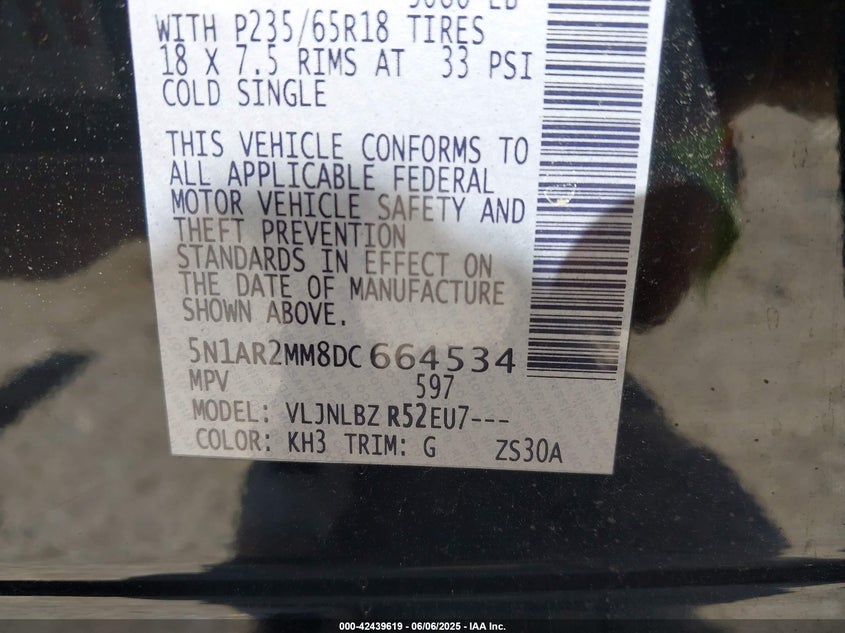 WITH P235/65R18 TIRES
18 X 7.5 RIMS AT 33 PSI
COLD SINGLE
THIS VEHICLE CONFORMS TO
ALL APPLICABLE FEDERAL
MOTOR VEHICLE SAFETY AND
THEFT PREVENTION
STANDARDS IN EFFECT ON
THE DATE OF MANUFACTURE
SHOWN ABOVE.
5N1AR2MM8DC664534
MPV 597
MODEL: VLJNLBZ R52EU7---
COLOR: KH3 TRIM: G ZS30A
000-42439619 - 06/06/2025 - IAA Inc.